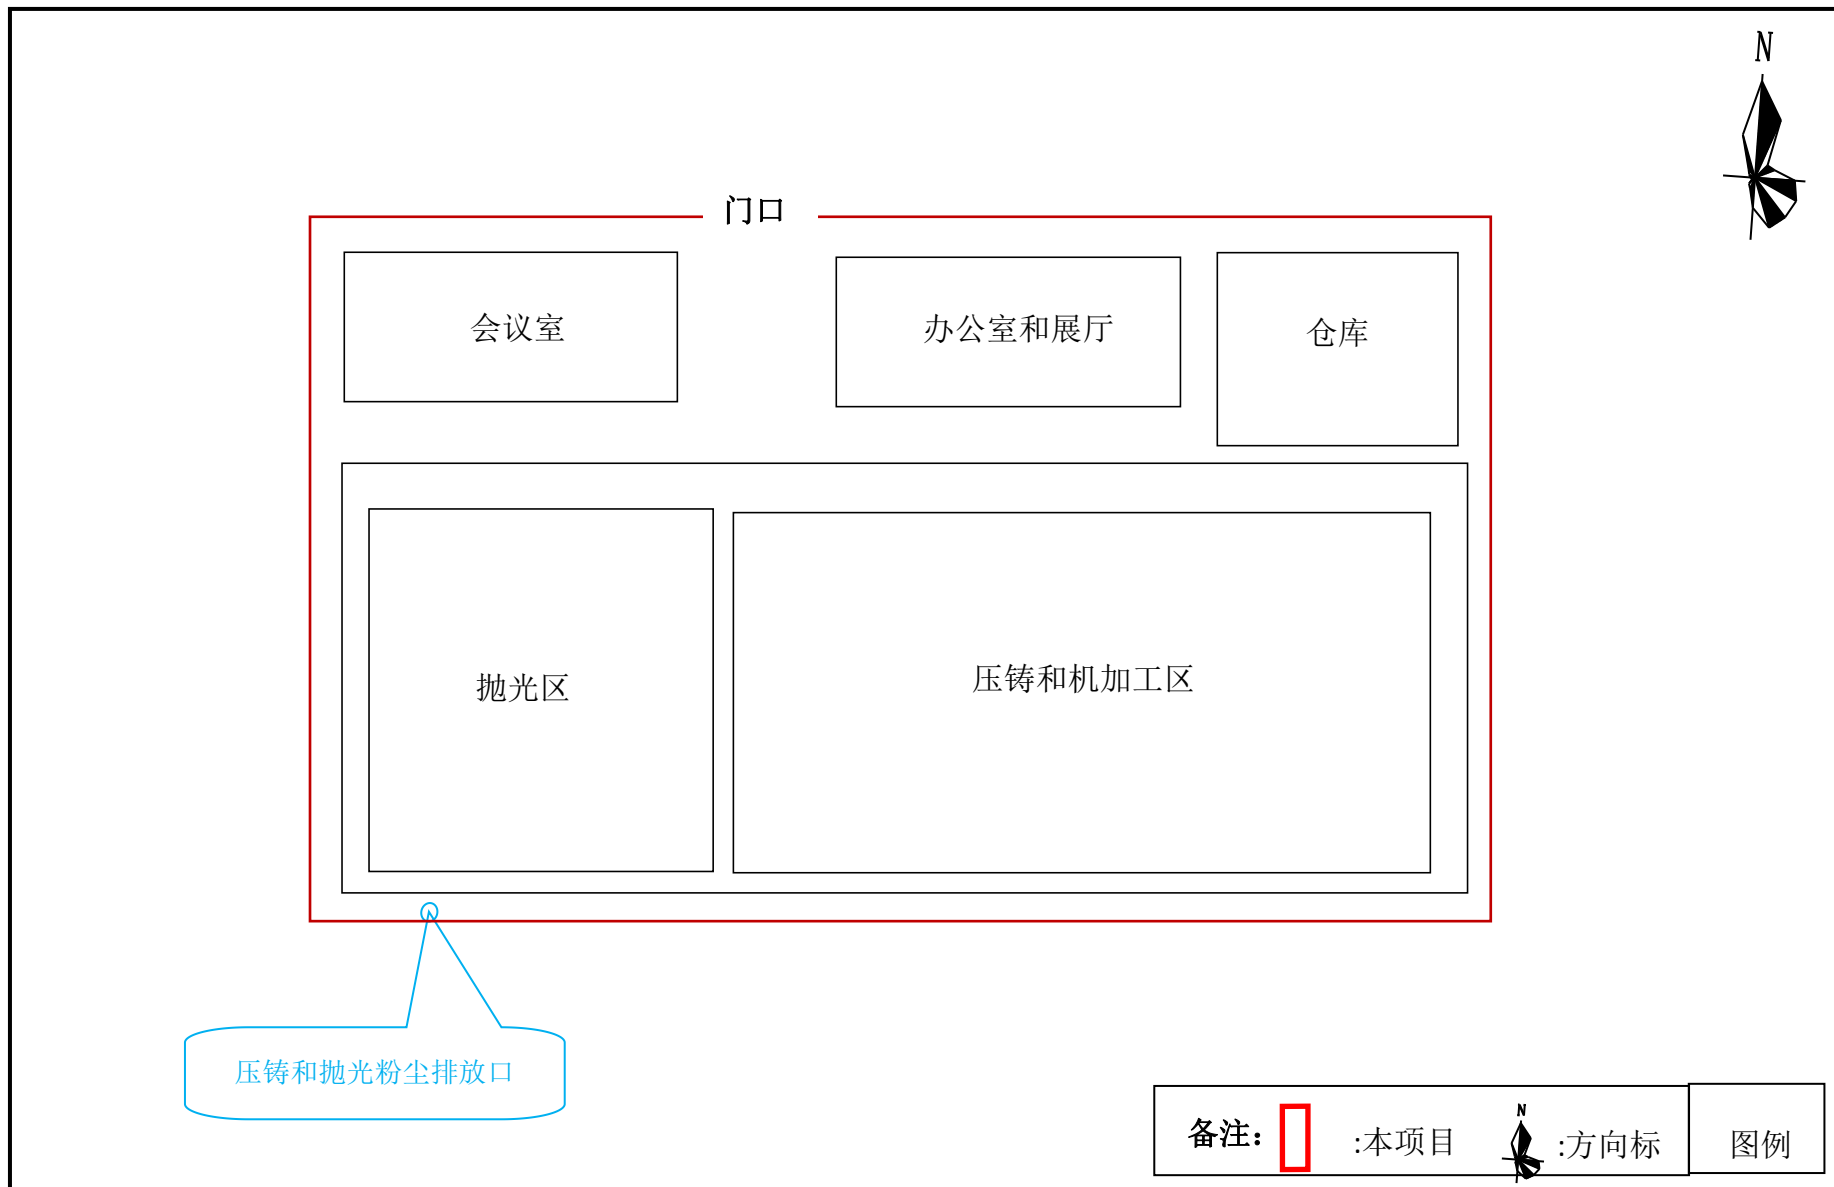 N
门口
会议室
办公室和展厅
仓库
抛光区
压铸和机加工区
压铸和抛光粉尘排放口
备注：
:本项目
N
:方向标
图例